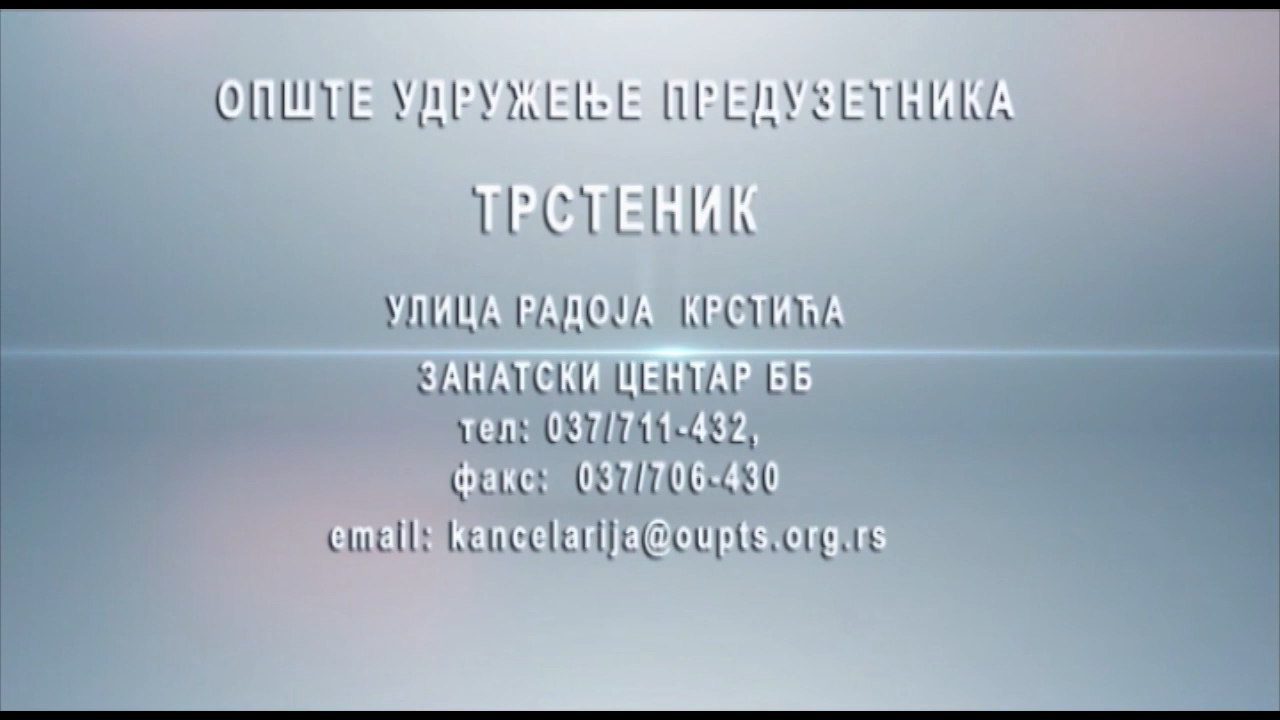 ОПШТЕ УДРУЖЕЊЕ ПРЕДУЗЕТНИКА
ТРСТЕНИК
УЛИЦА РАДОЈА КРСТИЋА
ЗАНАТСКИ ЦЕНТАР ББ
тел: 037/711-432,
факс: 037/706-430
email: kancelarija@oupts.org.rs